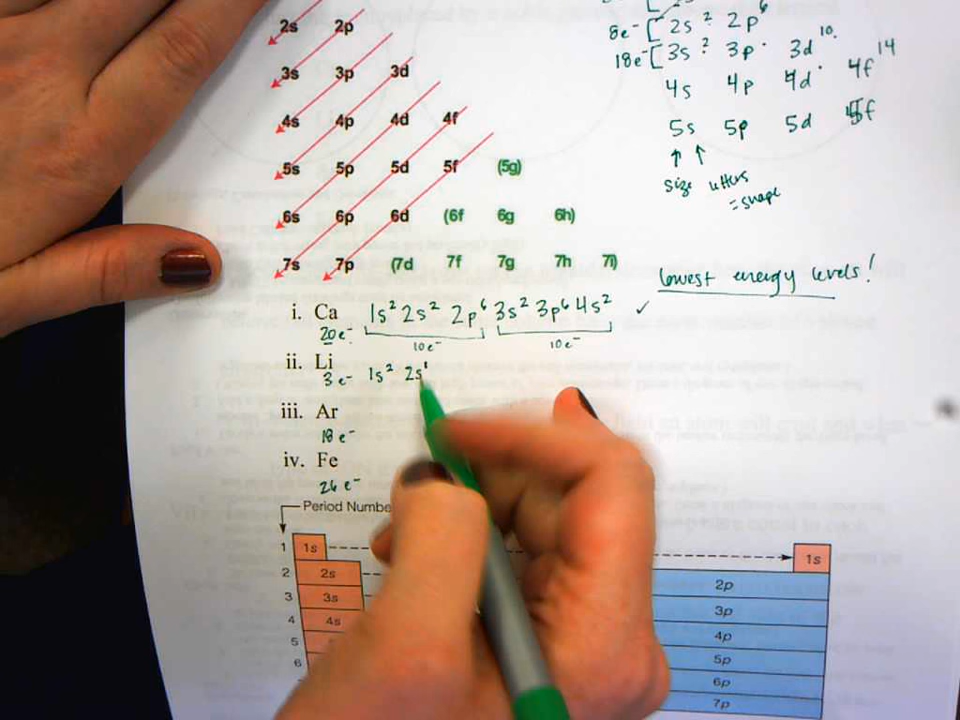 2s 2p
3s 3p 3d
4s 4p 4d 4f
5s 5p 5d 5f (5g)
6s 6p 6d (6f 6g 6h)
7s 7p (7d 7f 7g 7h 7i)
8e- [ 2s² 2p⁶
18e- [ 3s² 3p 3d¹⁰
4s 4p 4d 4f¹⁴
5s 5p 5d 5f
↑ ↑
size letters
= shape
lowest energy levels!
i. Ca 1s² 2s² 2p⁶ 3s² 3p⁶ 4s² ✓
20e- 10e- 10e-
ii. Li
3e- 1s² 2s¹
iii. Ar
18e-
iv. Fe
26e-
Period Numbe
1 1s 1s
2 2s 2p
3 3s 3p
4 4s 4p
5 5p
6 6p
7p